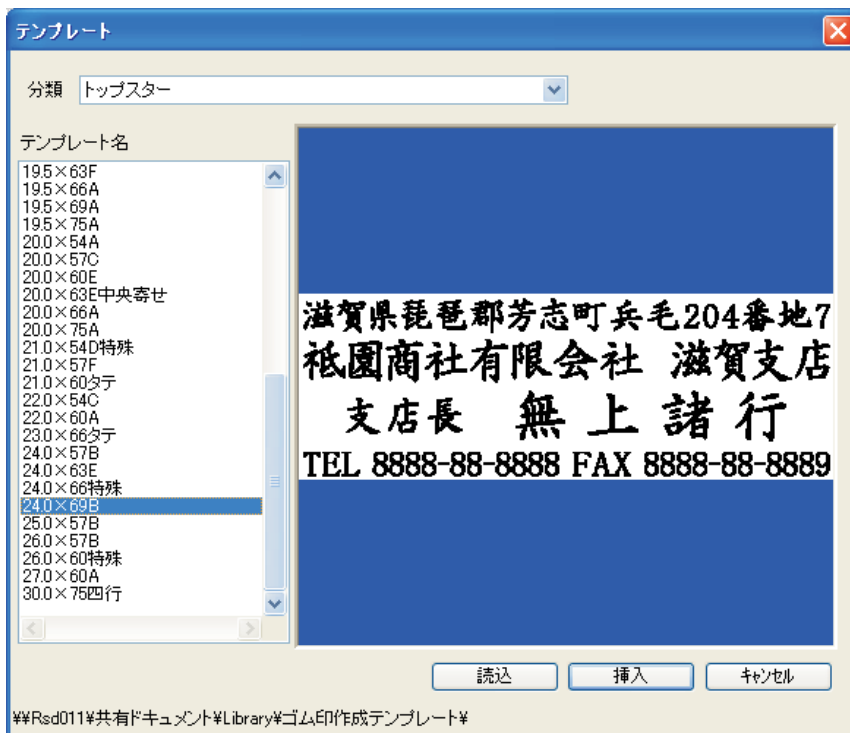 テンプレート
分類 トップスター
テンプレート名
19.5×63F
19.5×66A
19.5×69A
19.5×75A
20.0×54A
20.0×57C
20.0×60E
20.0×63E中央寄せ
20.0×66A
20.0×75A
21.0×54D特殊
21.0×57F
21.0×60タテ
22.0×54C
22.0×60A
23.0×66タテ
24.0×57B
24.0×63E
24.0×66特殊
24.0×69B
25.0×57B
26.0×57B
26.0×60特殊
27.0×60A
30.0×75四行
滋賀県琵琶郡芳志町兵毛204番地7
祗園商社有限会社 滋賀支店
支店長 無上諸行
TEL 8888-88-8888 FAX 8888-88-8889
読込 挿入 キャンセル
¥¥Rsd011¥共有ドキュメント¥Library¥ゴム印作成テンプレート¥